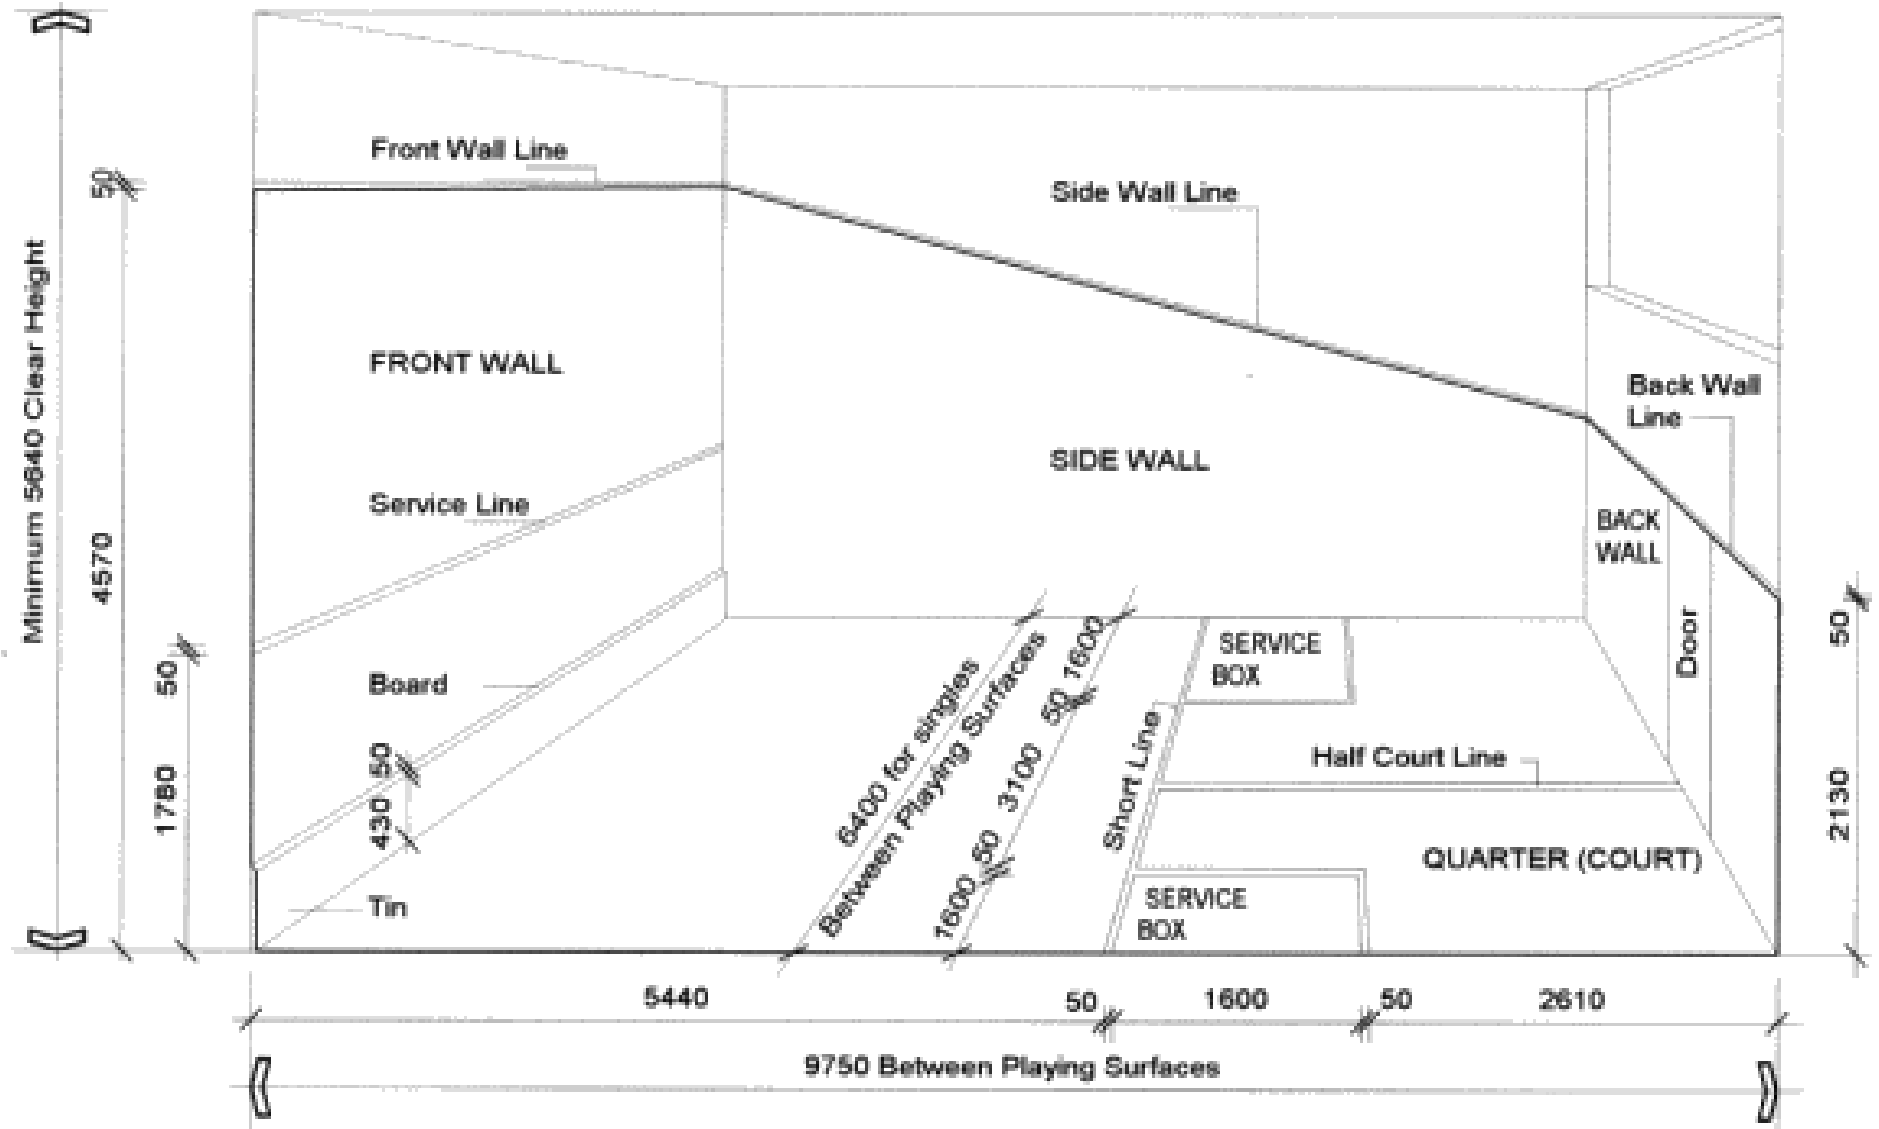 Minimum 5640 Clear Height
50
4570
50
1780
Front Wall Line
FRONT WALL
Service Line
Board
50
430
Tin
Side Wall Line
SIDE WALL
Back Wall
Line
BACK
WALL
Door
50
2130
6400 for singles
Between Playing Surfaces
1600
50
3100
50
1600
Short Line
SERVICE
BOX
Half Court Line
QUARTER (COURT)
SERVICE
BOX
5440
50
1600
50
2610
9750 Between Playing Surfaces